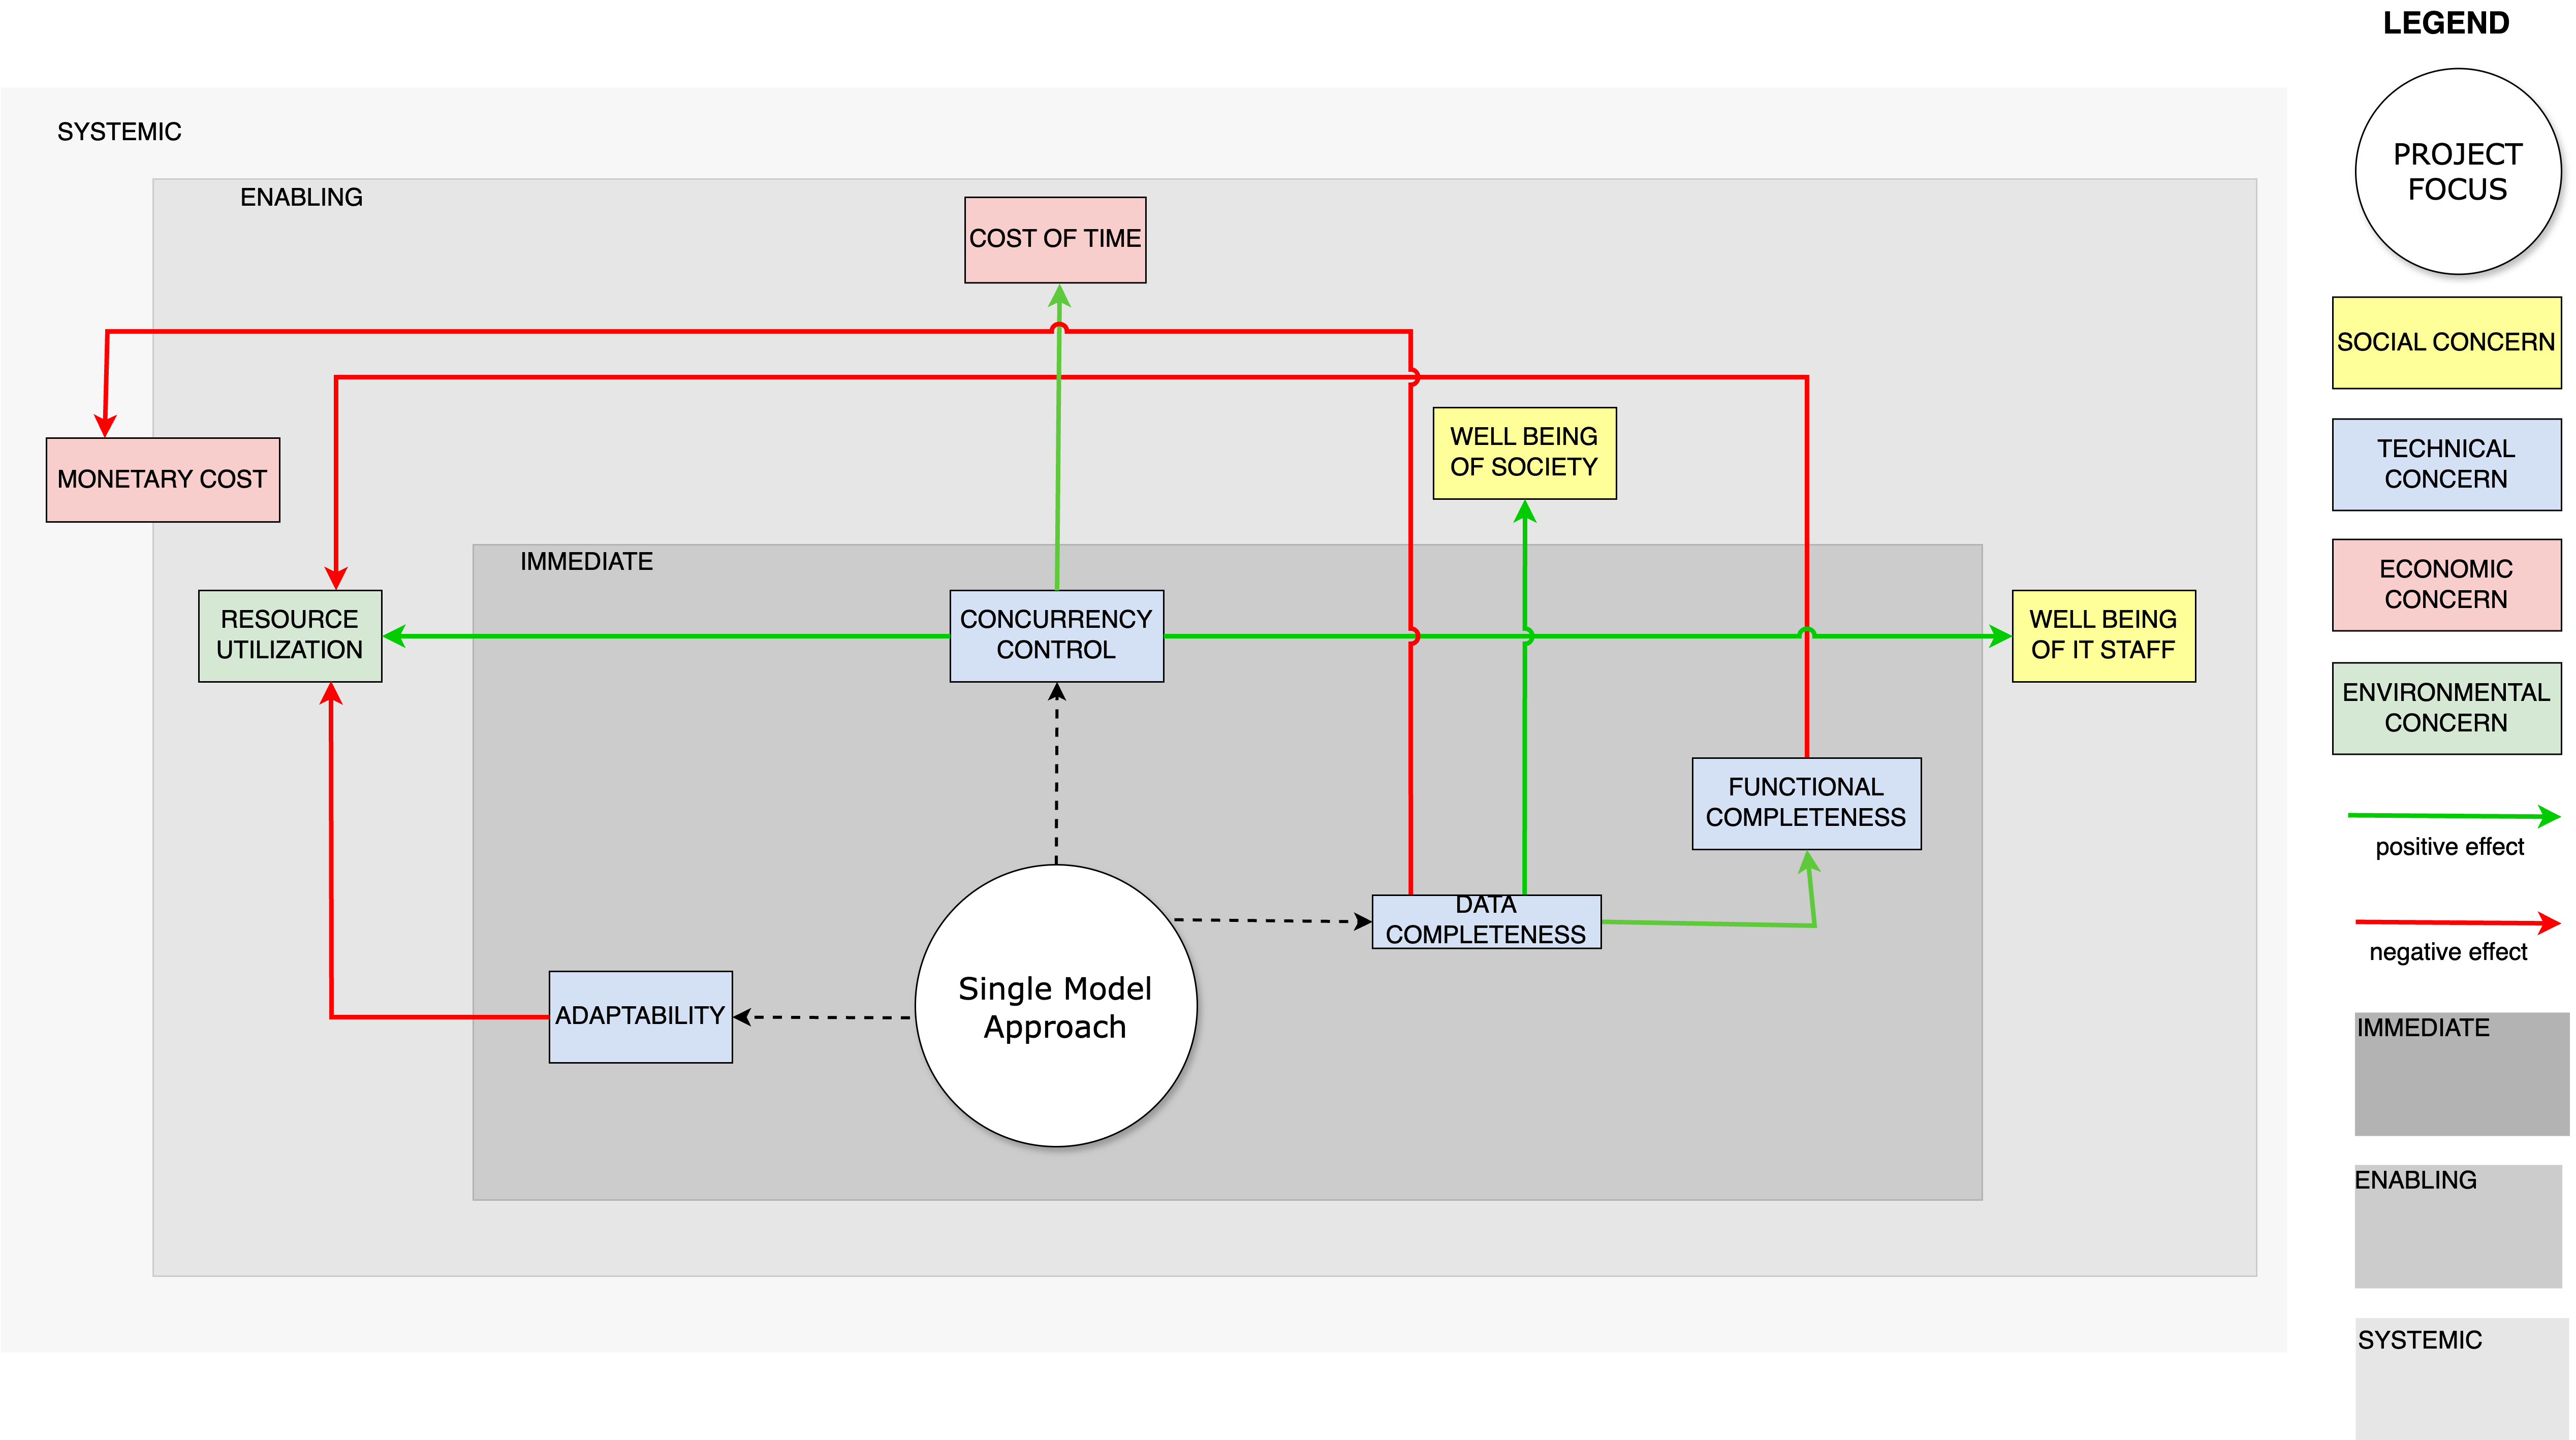 LEGEND
SYSTEMIC
ENABLING
COST OF TIME
MONETARY COST
WELL BEING
OF SOCIETY
IMMEDIATE
RESOURCE
UTILIZATION
CONCURRENCY
CONTROL
WELL BEING
OF IT STAFF
FUNCTIONAL
COMPLETENESS
DATA
COMPLETENESS
ADAPTABILITY
Single Model
Approach
PROJECT
FOCUS
SOCIAL CONCERN
TECHNICAL
CONCERN
ECONOMIC
CONCERN
ENVIRONMENTAL
CONCERN
positive effect
negative effect
IMMEDIATE
ENABLING
SYSTEMIC